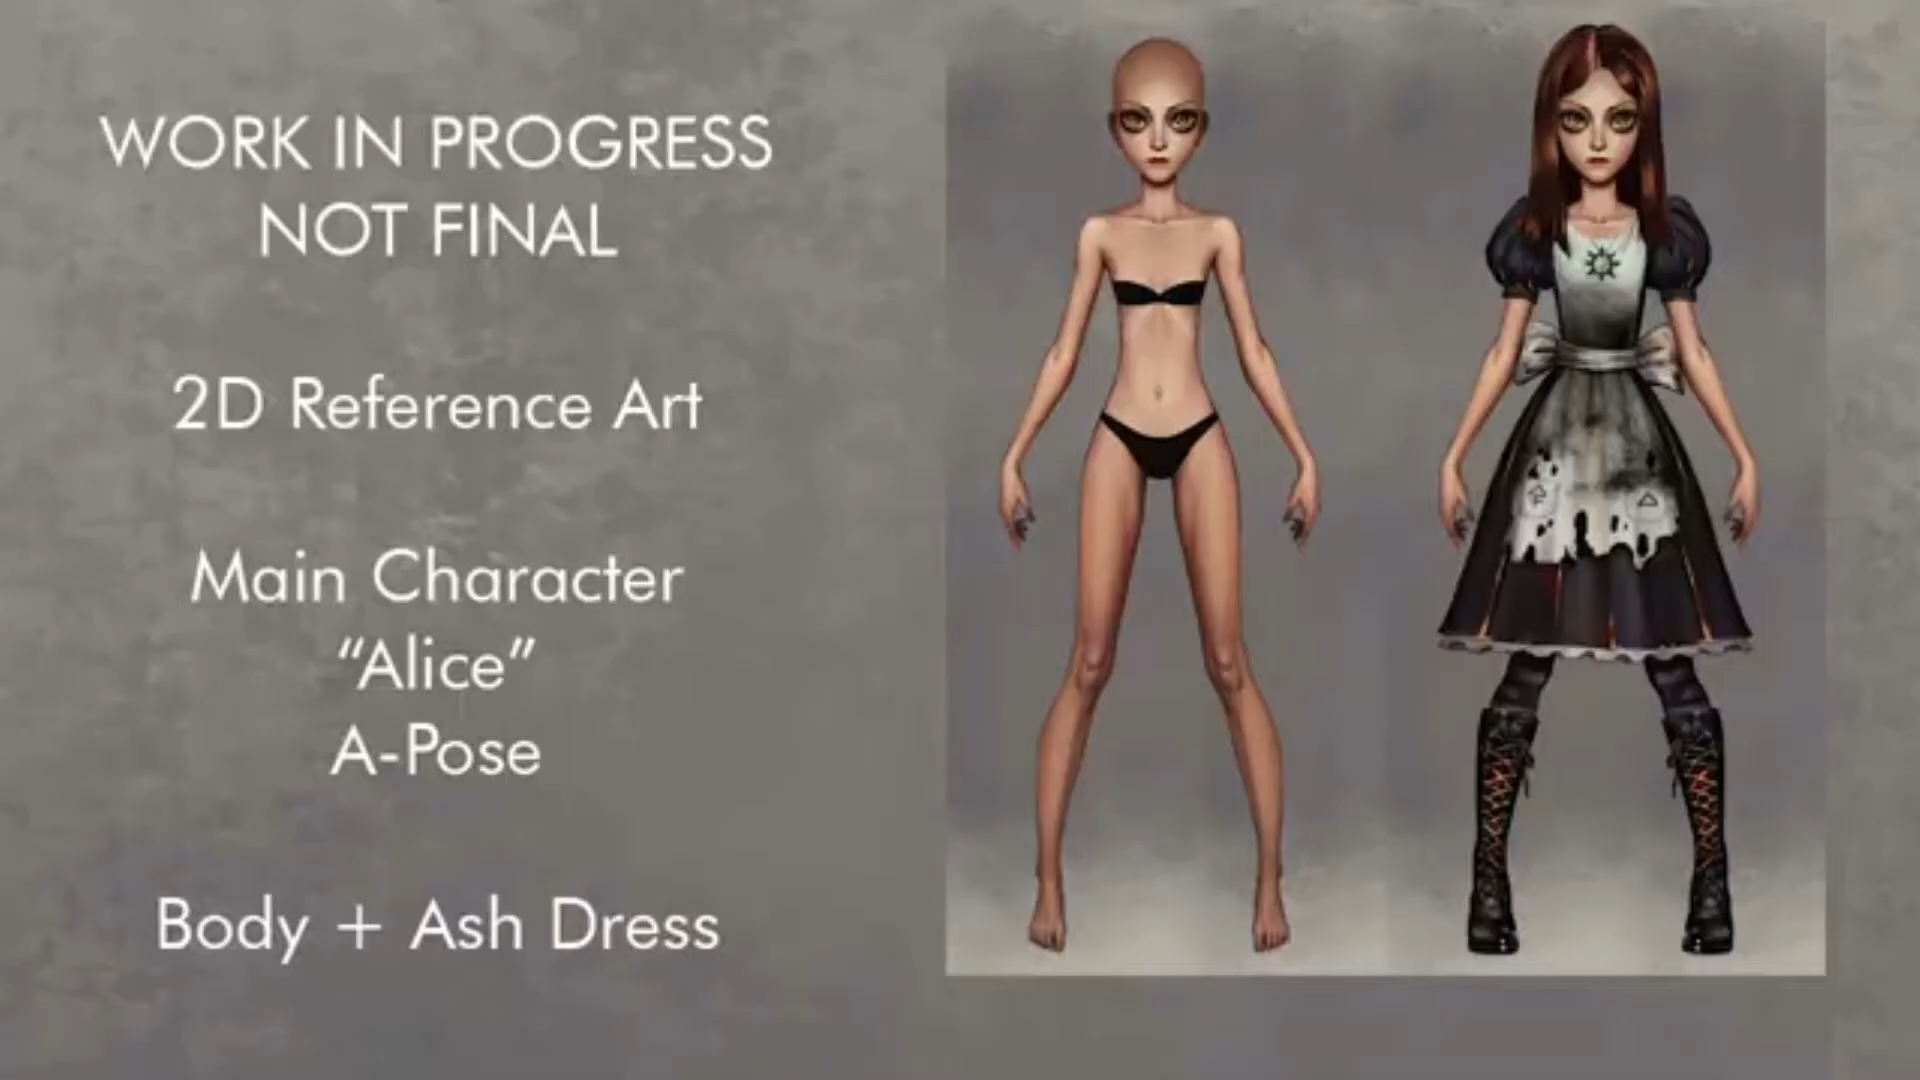 WORK IN PROGRESS
NOT FINAL
2D Reference Art
Main Character
“Alice”
A-Pose
Body + Ash Dress